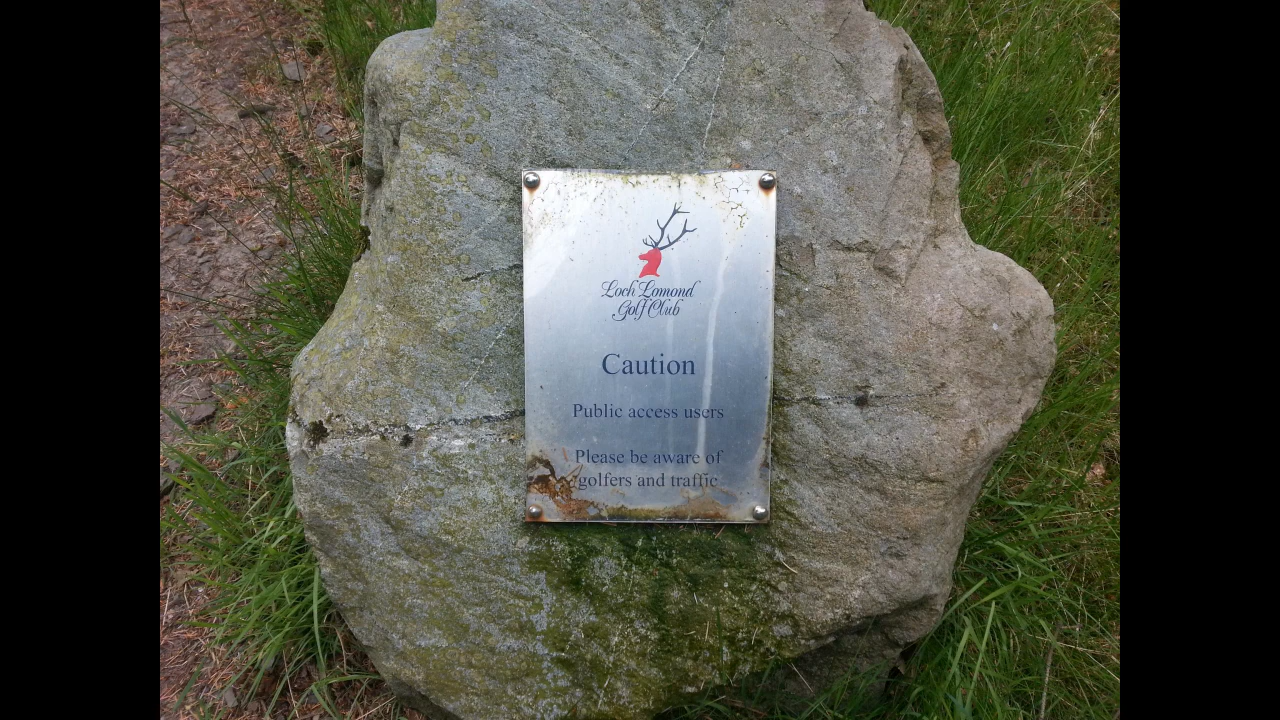 Loch Lomond
Golf Club
Caution
Public access users
Please be aware of
golfers and traffic